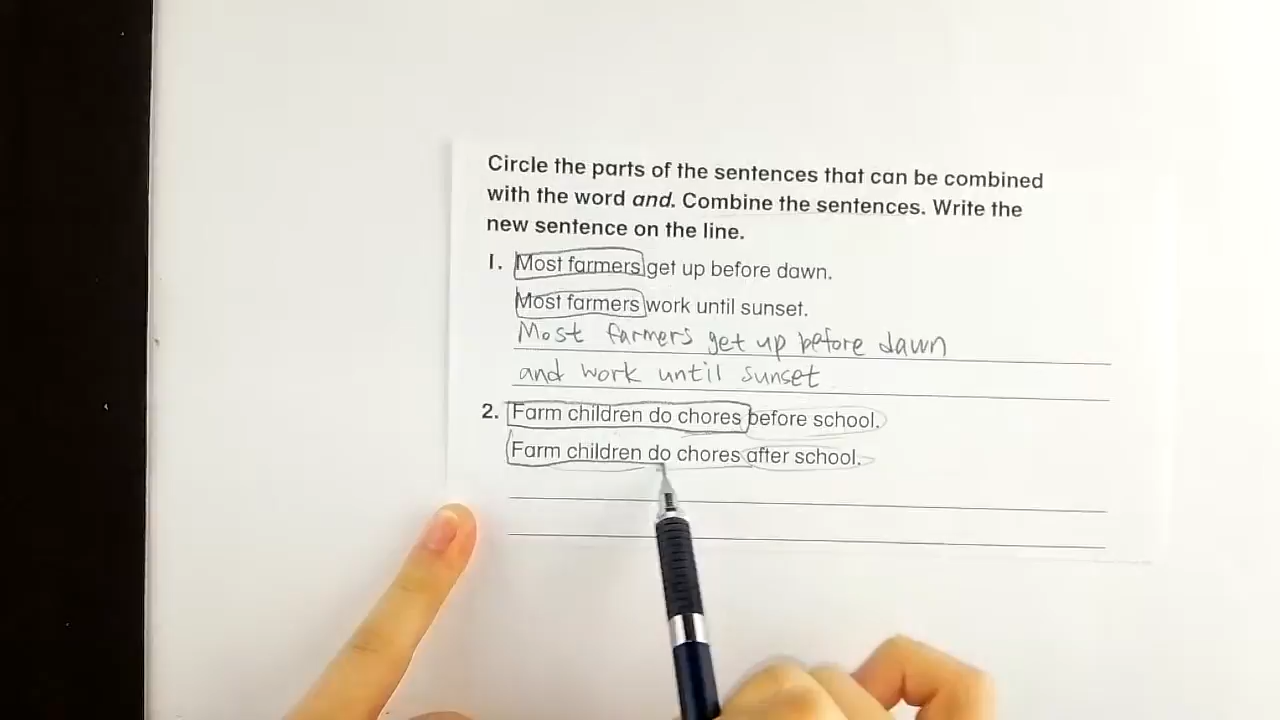 Circle the parts of the sentences that can be combined
with the word and. Combine the sentences. Write the
new sentence on the line.
1. Most farmers get up before dawn.
Most farmers work until sunset.
Most farmers get up before dawn
and work until sunset
2. Farm children do chores before school.
Farm children do chores after school.